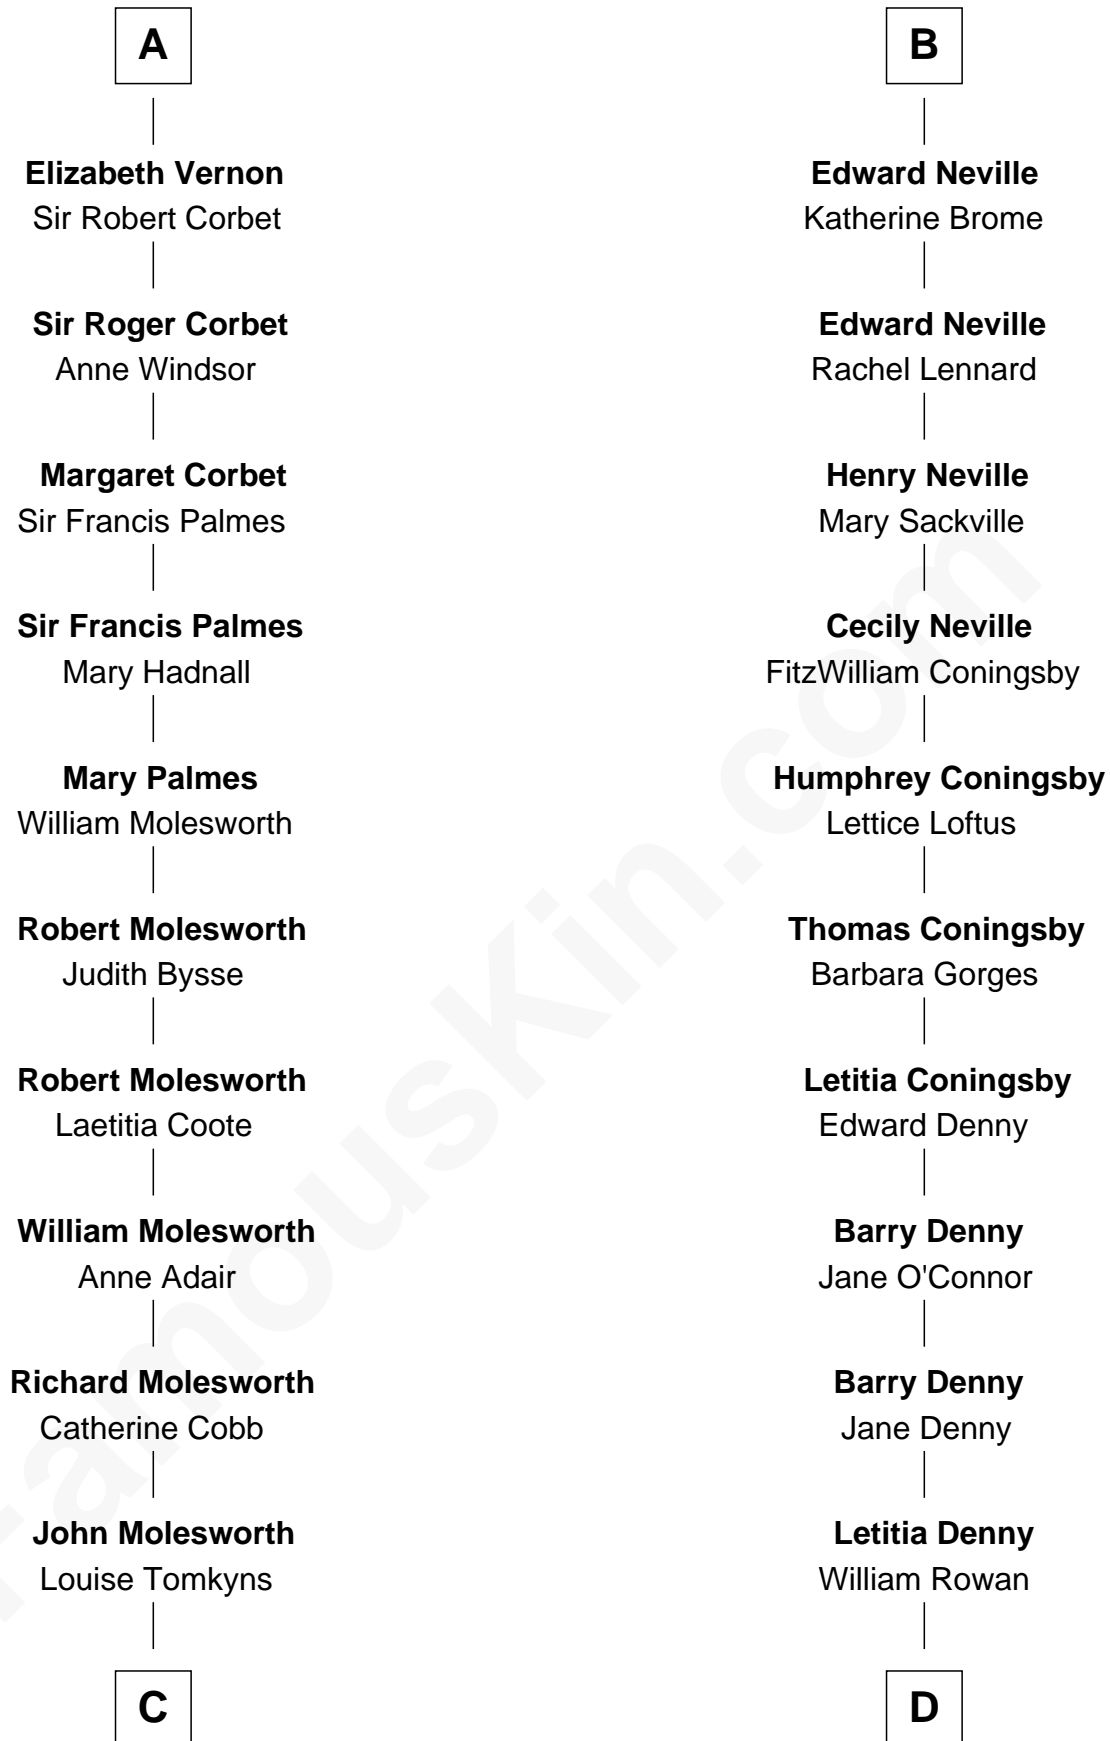 A
Elizabeth Vernon
Sir Robert Corbet
Sir Roger Corbet
Anne Windsor
Margaret Corbet
Sir Francis Palmes
Sir Francis Palmes
Mary Hadnall
Mary Palmes
William Molesworth
Robert Molesworth
Judith Bysse
Robert Molesworth
Laetitia Coote
William Molesworth
Anne Adair
Richard Molesworth
Catherine Cobb
John Molesworth
Louise Tomkyns
C
B
Edward Neville
Katherine Brome
Edward Neville
Rachel Lennard
Henry Neville
Mary Sackville
Cecily Neville
FitzWilliam Coningsby
Humphrey Coningsby
Lettice Loftus
Thomas Coningsby
Barbara Gorges
Letitia Coningsby
Edward Denny
Barry Denny
Jane O'Connor
Barry Denny
Jane Denny
Letitia Denny
William Rowan
D
FamousKin.com